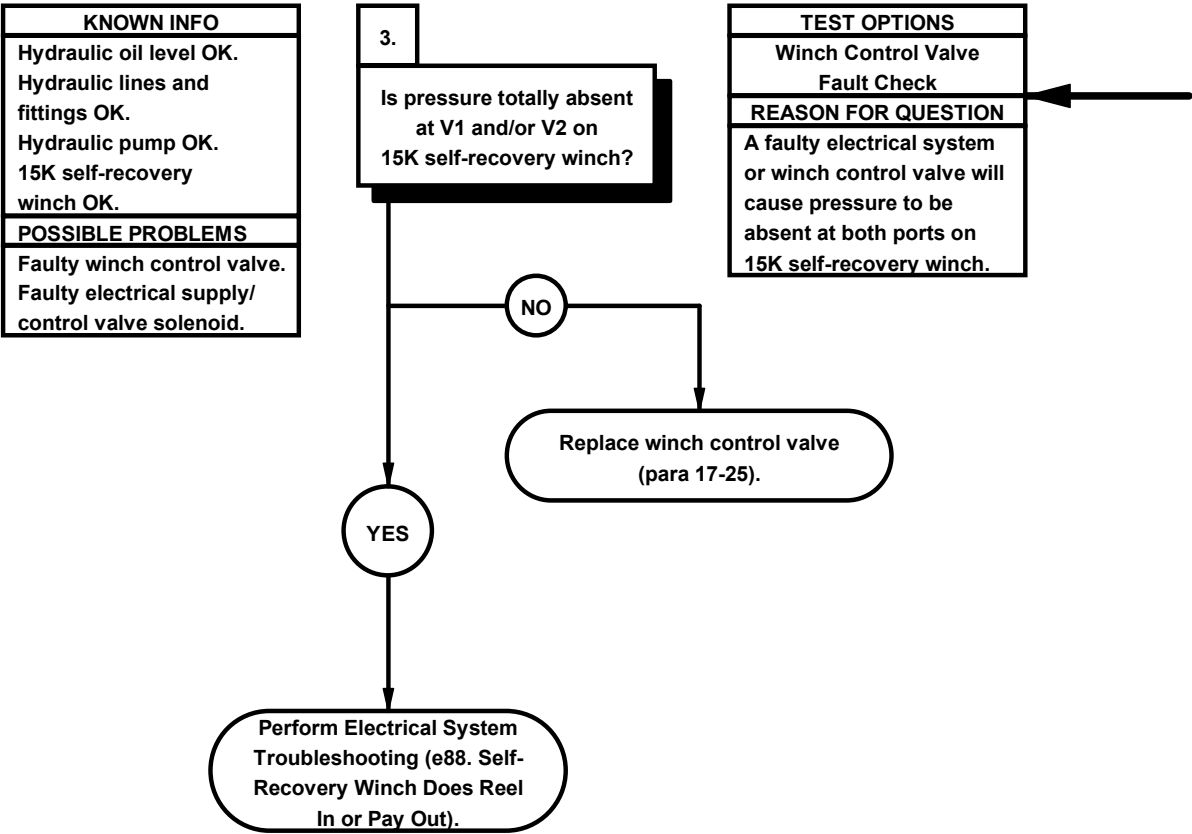 KNOWN INFO
Hydraulic oil level OK.
Hydraulic lines and
fittings OK.
Hydraulic pump OK.
15K self-recovery
winch OK.
POSSIBLE PROBLEMS
Faulty winch control valve.
Faulty electrical supply/
control valve solenoid.
3.
Is pressure totally absent
at V1 and/or V2 on
15K self-recovery winch?
TEST OPTIONS
Winch Control Valve
Fault Check
REASON FOR QUESTION
A faulty electrical system
or winch control valve will
cause pressure to be
absent at both ports on
15K self-recovery winch.
NO
Replace winch control valve
(para 17-25).
YES
Perform Electrical System
Troubleshooting (e88. Self-
Recovery Winch Does Reel
In or Pay Out).